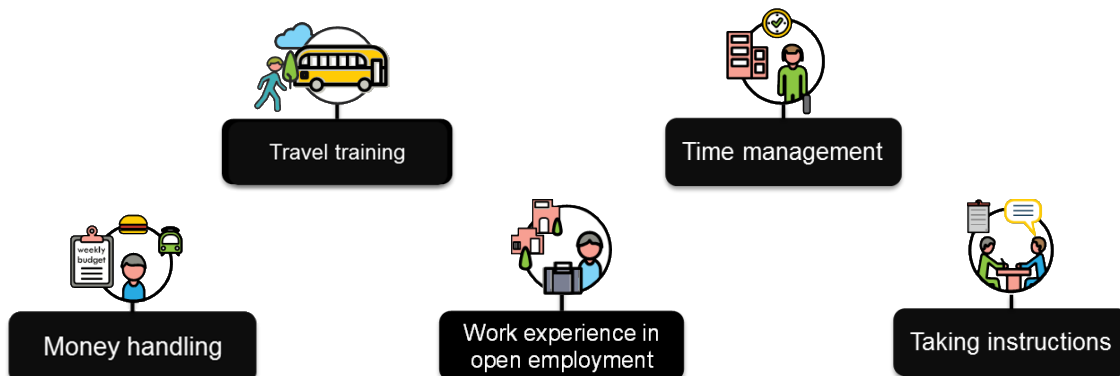 Travel training
Time management
weekly
budget
Money handling
Work experience in
open employment
Taking instructions